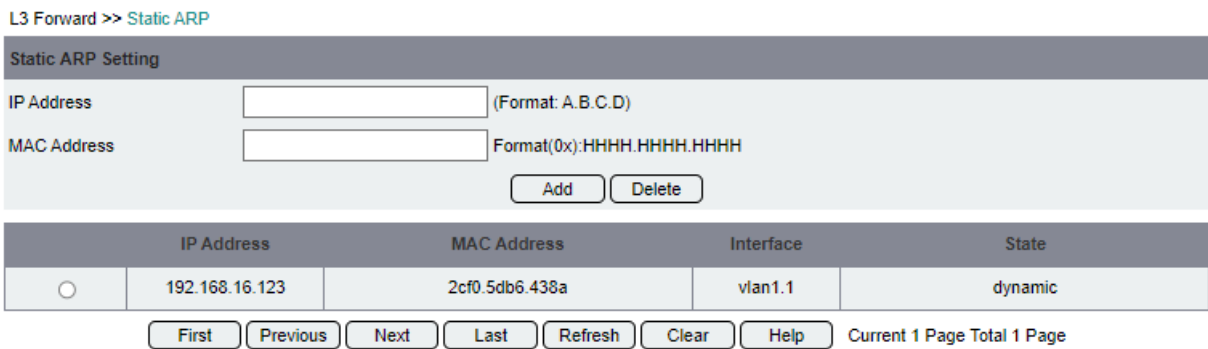 L3 Forward >> Static ARP
Static ARP Setting
IP Address (Format: A.B.C.D)
MAC Address Format(0x):HHHH.HHHH.HHHH
Add Delete
IP Address MAC Address Interface State
192.168.16.123 2cf0.5db6.438a vlan1.1 dynamic
First Previous Next Last Refresh Clear Help Current 1 Page Total 1 Page